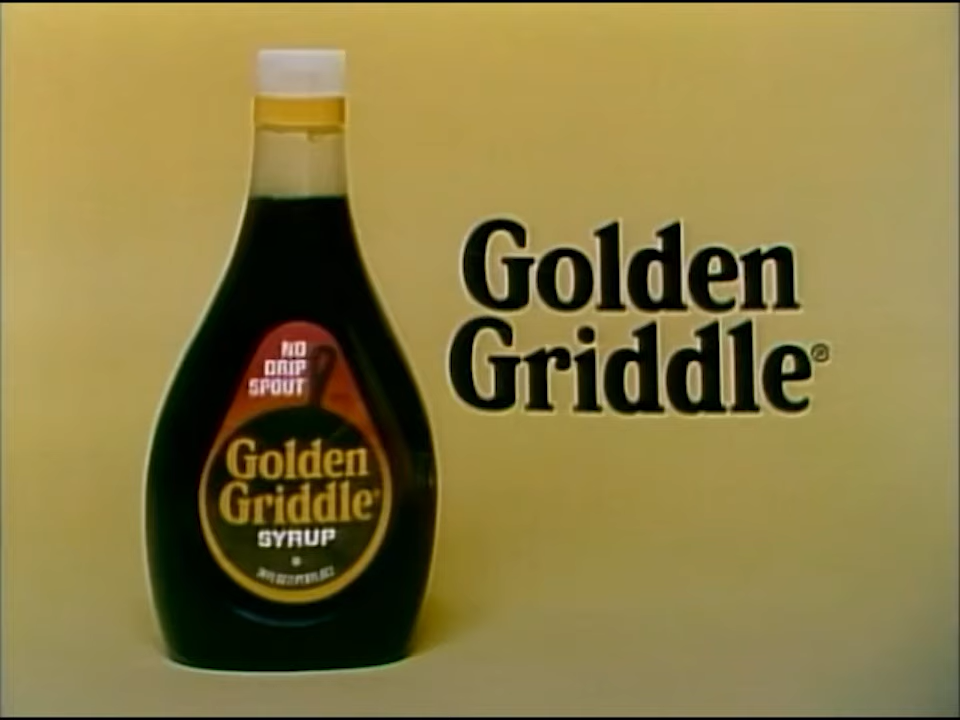 NO
DRIP
SPOUT
Golden
Griddle®
SYRUP
Golden
Griddle®